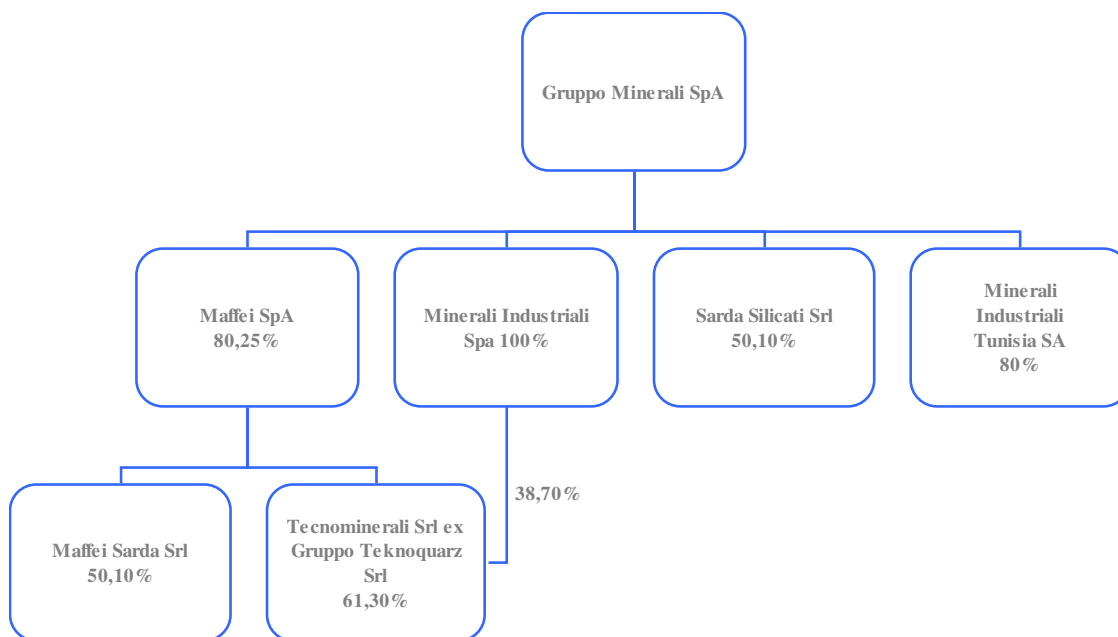 Gruppo Minerali SpA
Maffei SpA
80,25%
Minerali Industriali
Spa 100%
Sarda Silicati Srl
50,10%
Minerali
Industriali
Tunisia SA
80%
38,70%
Maffei Sarda Srl
50,10%
Tecnominerali Srl ex
Gruppo Teknoquarz
Srl
61,30%